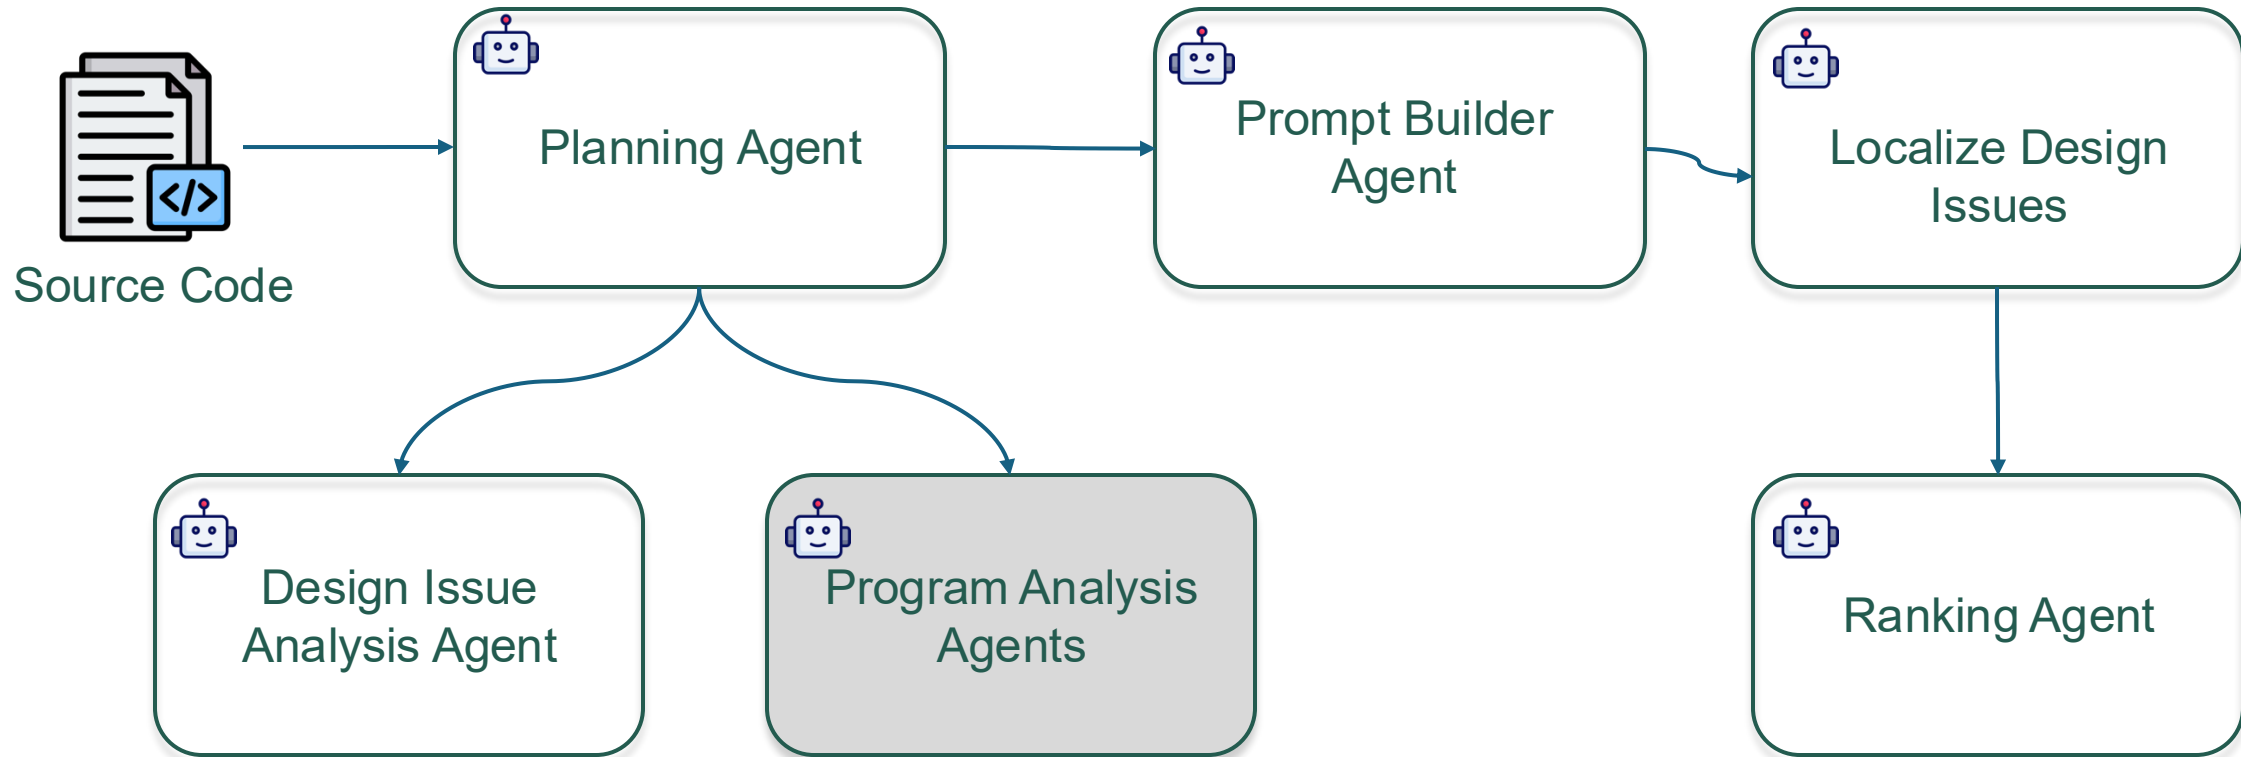 Planning Agent
Prompt Builder
Agent
Localize Design
Issues
</>
Source Code
Design Issue
Analysis Agent
Program Analysis
Agents
Ranking Agent